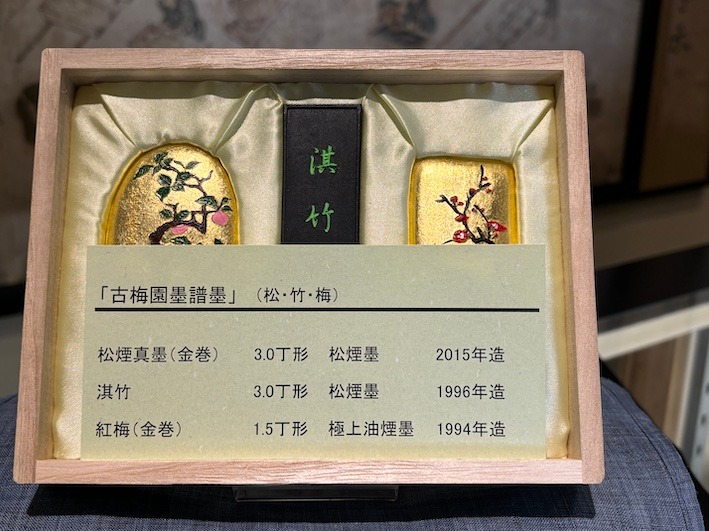 淇竹
「古梅園墨譜墨」（松・竹・梅）
松煙真墨（金巻） 3.0丁形 松煙墨 2015年造
淇竹 3.0丁形 松煙墨 1996年造
紅梅（金巻） 1.5丁形 極上油煙墨 1994年造